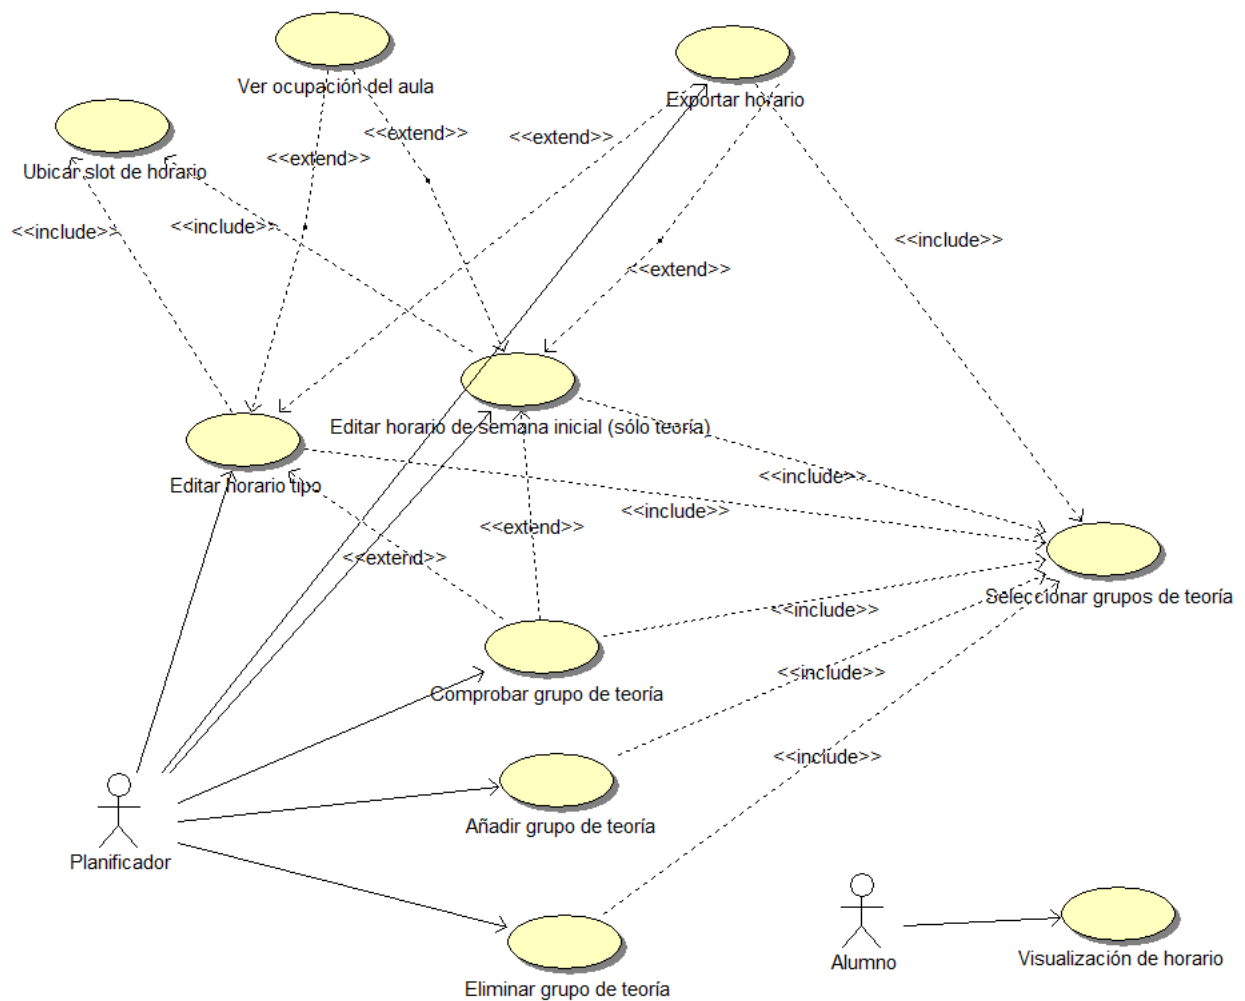 Ver ocupación del aula
Exportar horario
<<extend>>
<<extend>>
<<extend>>
Ubicar slot de horario
<<include>>
<<include>>
<<include>>
<<extend>>
Editar horario de semana inicial (sólo teoría)
Editar horario tipo
<<include>>
<<include>>
<<extend>>
<<extend>>
Seleccionar grupos de teoría
<<include>>
Comprobar grupo de teoría
<<include>>
<<include>>
Añadir grupo de teoría
Planificador
Alumno
Visualización de horario
Eliminar grupo de teoría